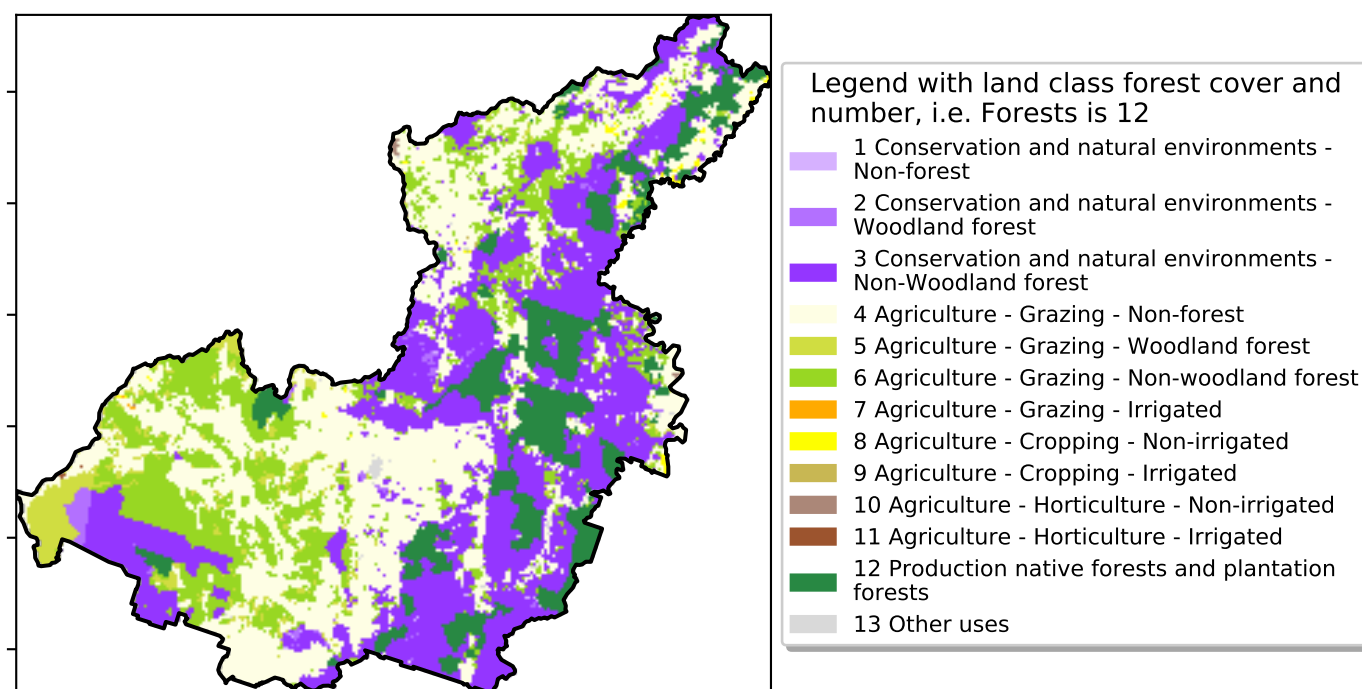 Legend with land class forest cover and
number, i.e. Forests is 12
1 Conservation and natural environments -
Non-forest
2 Conservation and natural environments -
Woodland forest
3 Conservation and natural environments -
Non-Woodland forest
4 Agriculture - Grazing - Non-forest
5 Agriculture - Grazing - Woodland forest
6 Agriculture - Grazing - Non-woodland forest
7 Agriculture - Grazing - Irrigated
8 Agriculture - Cropping - Non-irrigated
9 Agriculture - Cropping - Irrigated
10 Agriculture - Horticulture - Non-irrigated
11 Agriculture - Horticulture - Irrigated
12 Production native forests and plantation
forests
13 Other uses